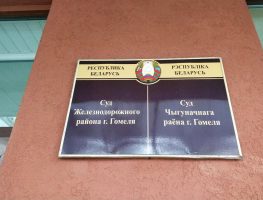 РЕСПУБЛИКА
БЕЛАРУСЬ
Суд
Железнодорожного
района г. Гомеля
РЭСПУБЛІКА
БЕЛАРУСЬ
Суд
Чыгуначнага
раёна г. Гомеля